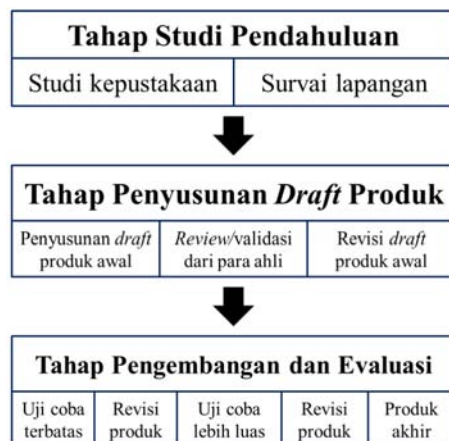 Tahap Studi Pendahuluan
Studi kepustakaan
Survai lapangan
Tahap Penyusunan Draft Produk
Penyusunan draft
produk awal
Review/validasi
dari para ahli
Revisi draft
produk awal
Tahap Pengembangan dan Evaluasi
Uji coba
terbatas
Revisi
produk
Uji coba
lebih luas
Revisi
produk
Produk
akhir